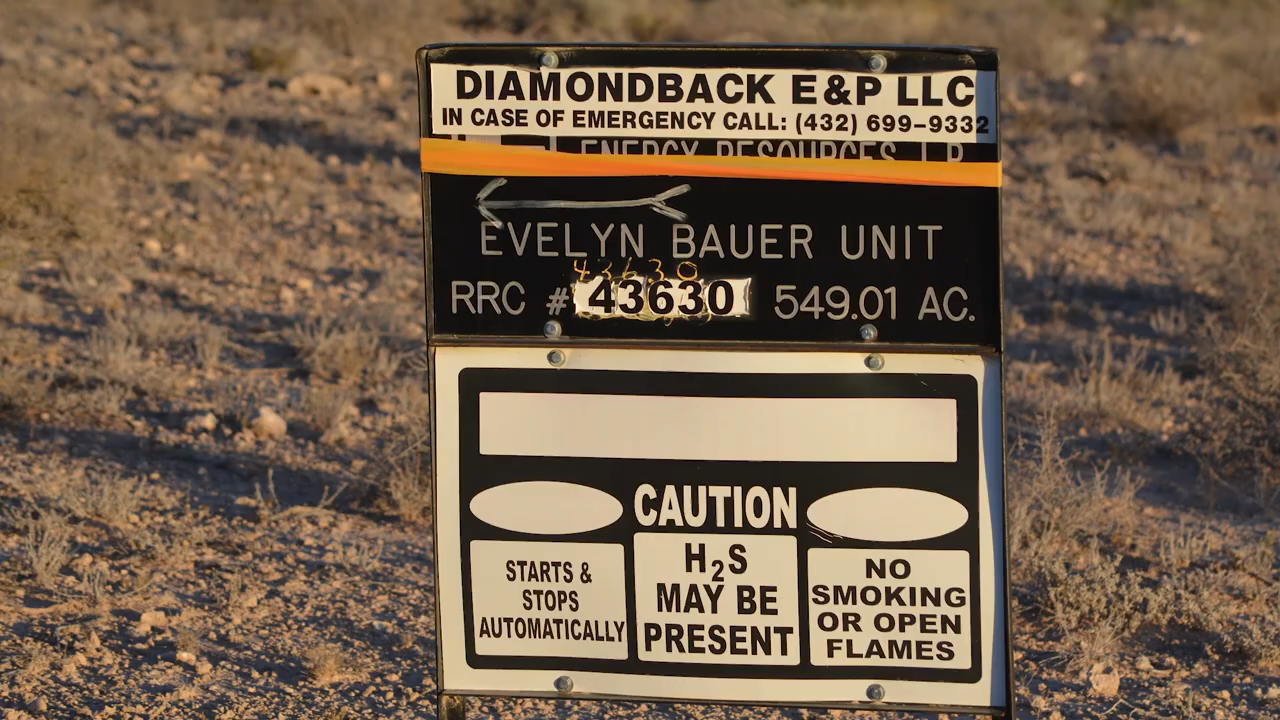 DIAMONDBACK E&P LLC
IN CASE OF EMERGENCY CALL: (432) 699-9332
ENERGY RESOURCES LP
EVELYN BAUER UNIT
43630
RRC # 43630 549.01 AC.
CAUTION
STARTS &
STOPS
AUTOMATICALLY
H₂S
MAY BE
PRESENT
NO
SMOKING
OR OPEN
FLAMES